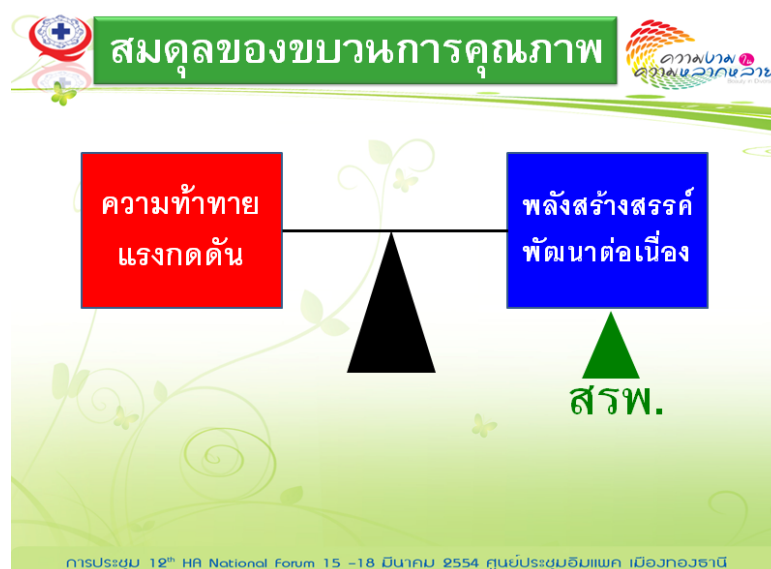 สมดุลของขบวนการคุณภาพ
ความงามใน
ความหลากหลาย
ความท้าทาย
แรงกดดัน
พลังสร้างสรรค์
พัฒนาต่อเนื่อง
สรพ.
การประชุม 12th HA National Forum 15 -18 มีนาคม 2554 ศูนย์ประชุมอิมแพค เมืองทองธานี